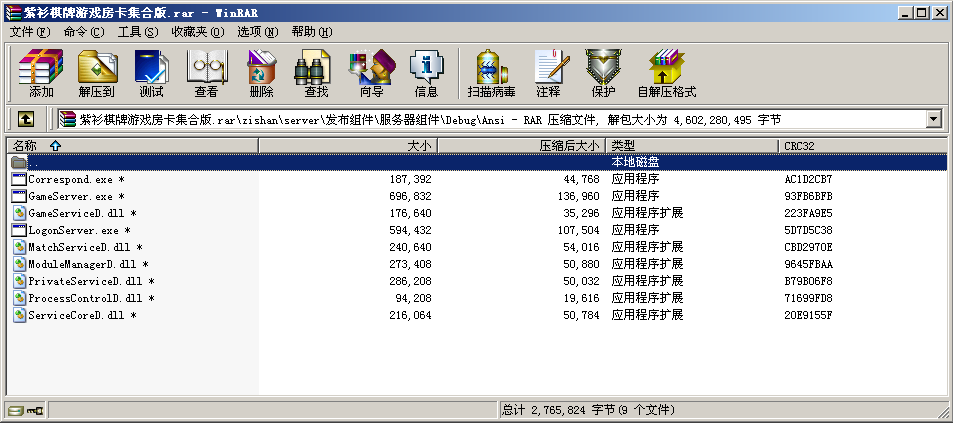 紫衫棋牌游戏房卡集合版.rar - WinRAR
文件(F) 命令(C) 工具(S) 收藏夹(O) 选项(N) 帮助(H)
添加 解压到 测试 查看 删除 查找 向导 信息 扫描病毒 注释 保护 自解压格式
紫衫棋牌游戏房卡集合版.rar\zishan\server\发布组件\服务器组件\Debug\Ansi - RAR 压缩文件, 解包大小为 4,602,280,495 字节
名称 大小 压缩后大小 类型 CRC32
.. 本地磁盘
Correspond.exe * 187,392 44,768 应用程序 AC1D2CB7
GameServer.exe * 696,832 136,960 应用程序 93FB6BFB
GameServiceD.dll * 176,640 35,296 应用程序扩展 223FA9E5
LogonServer.exe * 594,432 107,504 应用程序 5D7D5C38
MatchServiceD.dll * 240,640 54,016 应用程序扩展 CBD2970E
ModuleManagerD.dll * 273,408 50,880 应用程序扩展 9645FBAA
PrivateServiceD.dll * 286,208 50,032 应用程序扩展 B79B06F8
ProcessControlD.dll * 94,208 19,616 应用程序扩展 71699FD8
ServiceCoreD.dll * 216,064 50,784 应用程序扩展 20E9155F
总计 2,765,824 字节(9 个文件)